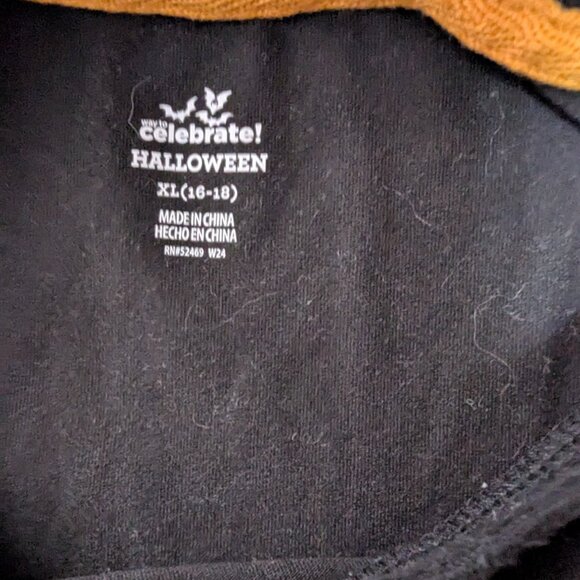 way to
celebrate!
HALLOWEEN
XL(16-18)
MADE IN CHINA
HECHO EN CHINA
RN#52469 W24